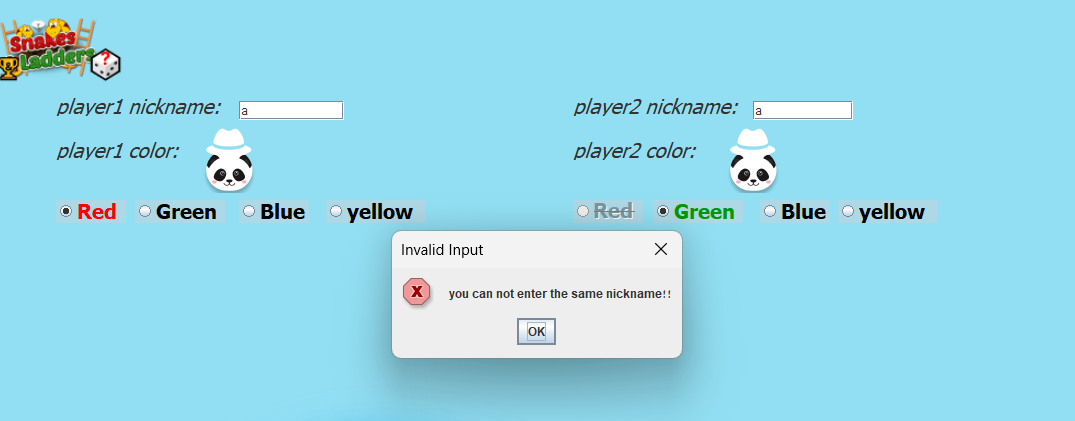 Snakes
Ladders
?
player1 nickname: a
player2 nickname: a
player1 color:
player2 color:
Red Green Blue yellow
Red Green Blue yellow
Invalid Input
X
you can not enter the same nickname!!
OK